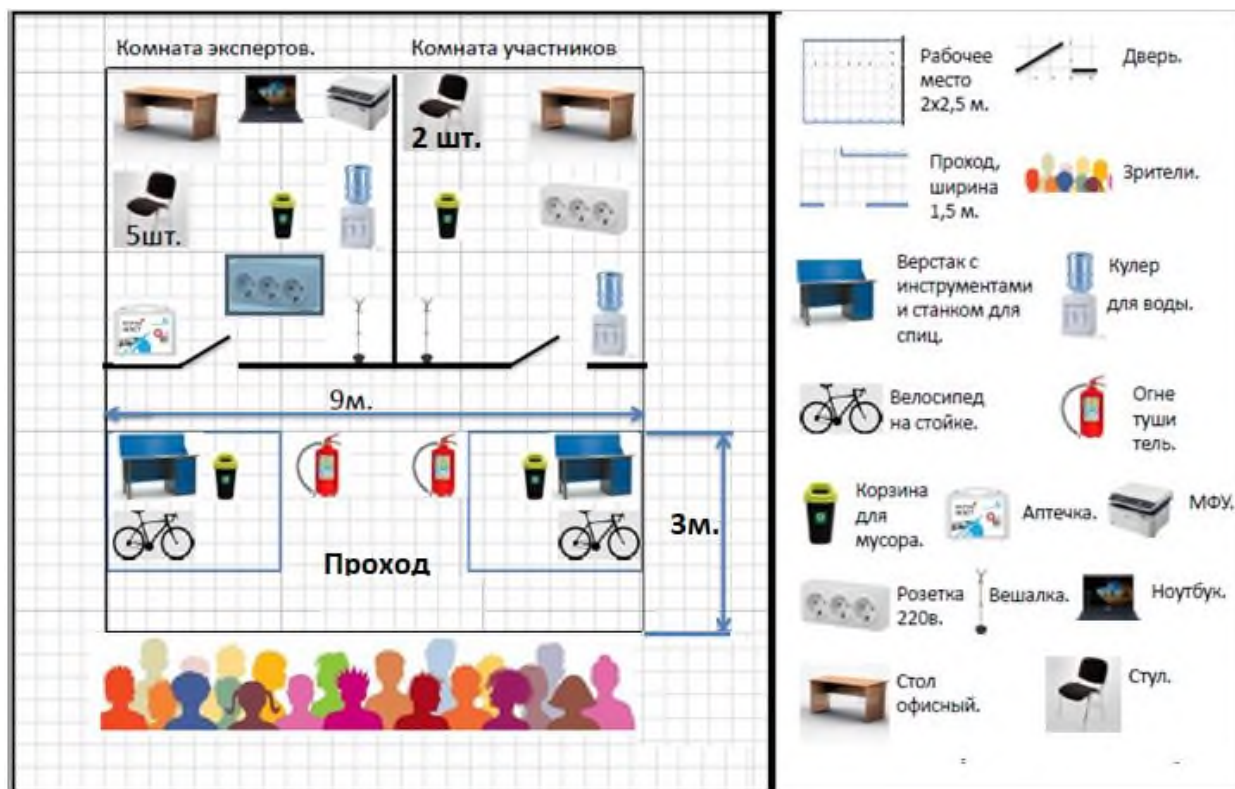 Комната экспертов.
Комната участников
2 шт.
5шт.
9м.
3м.
Проход
Рабочее
место
2х2,5 м.
Дверь.
Проход,
ширина
1,5 м.
Зрители.
Верстак с
инструментами
и станком для
спиц.
Кулер
для воды.
Велосипед
на стойке.
Огне
туши
тель.
Корзина
для
мусора.
Аптечка.
МФУ.
Розетка
220в.
Вешалка.
Ноутбук.
Стол
офисный.
Стул.